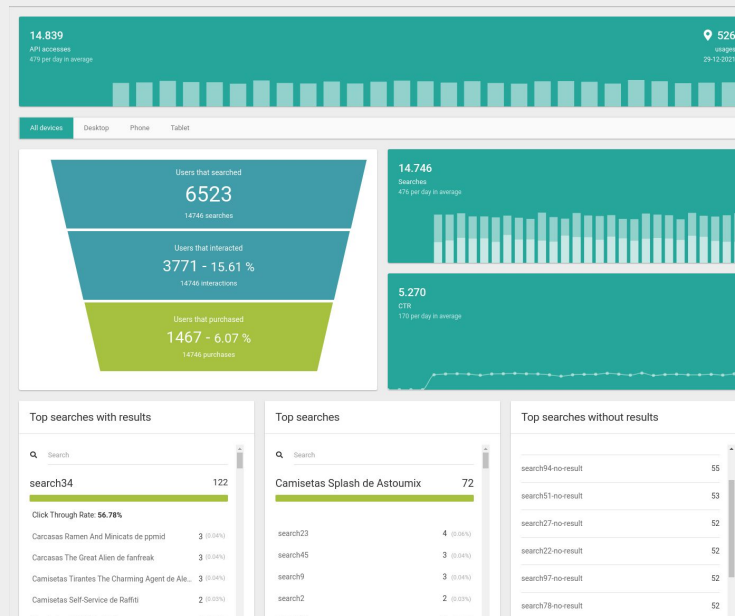 14.839
API accesses
479 per day in average
526
usages
29-12-2021
All devices Desktop Phone Tablet
Users that searched
6523
14746 searches
Users that interacted
3771 - 15.61 %
14746 interactions
Users that purchased
1467 - 6.07 %
14746 purchases
14.746
Searches
476 per day in average
5.270
CTR
170 per day in average
Top searches with results
Search
search34 122
Click Through Rate: 56.78%
Carcasas Ramen And Minicats de ppmid 3 (0.04%)
Carcasas The Great Alien de fanfreak 3 (0.04%)
Camisetas Tirantes The Charming Agent de Ale... 3 (0.04%)
Camisetas Self-Service de Raffiti 2 (0.03%)
Top searches
Search
Camisetas Splash de Astoumix 72
search23 4 (0.06%)
search45 3 (0.04%)
search9 3 (0.04%)
search2 2 (0.03%)
Top searches without results
search94-no-result 55
search51-no-result 53
search27-no-result 52
search22-no-result 52
search97-no-result 52
search78-no-result 52